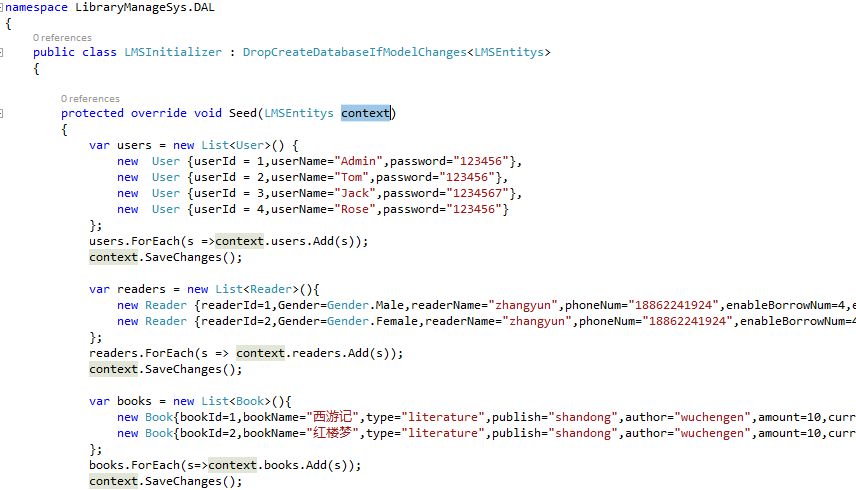 namespace LibraryManageSys.DAL
{
0 references
public class LMSInitializer : DropCreateDatabaseIfModelChanges<LMSEntitys>
{
0 references
protected override void Seed(LMSEntitys context)
{
var users = new List<User>() {
new  User {userId = 1,userName="Admin",password="123456"},
new  User {userId = 2,userName="Tom",password="123456"},
new  User {userId = 3,userName="Jack",password="1234567"},
new  User {userId = 4,userName="Rose",password="123456"}
};
users.ForEach(s =>context.users.Add(s));
context.SaveChanges();
var readers = new List<Reader>(){
new Reader {readerId=1,Gender=Gender.Male,readerName="zhangyun",phoneNum="18862241924",enableBorrowNum=4,e
new Reader {readerId=2,Gender=Gender.Female,readerName="zhangyun",phoneNum="18862241924",enableBorrowNum=4
};
readers.ForEach(s => context.readers.Add(s));
context.SaveChanges();
var books = new List<Book>(){
new Book{bookId=1,bookName="西游记",type="literature",publish="shandong",author="wuchengen",amount=10,curr
new Book{bookId=2,bookName="红楼梦",type="literature",publish="shandong",author="wuchengen",amount=10,curr
};
books.ForEach(s=>context.books.Add(s));
context.SaveChanges();